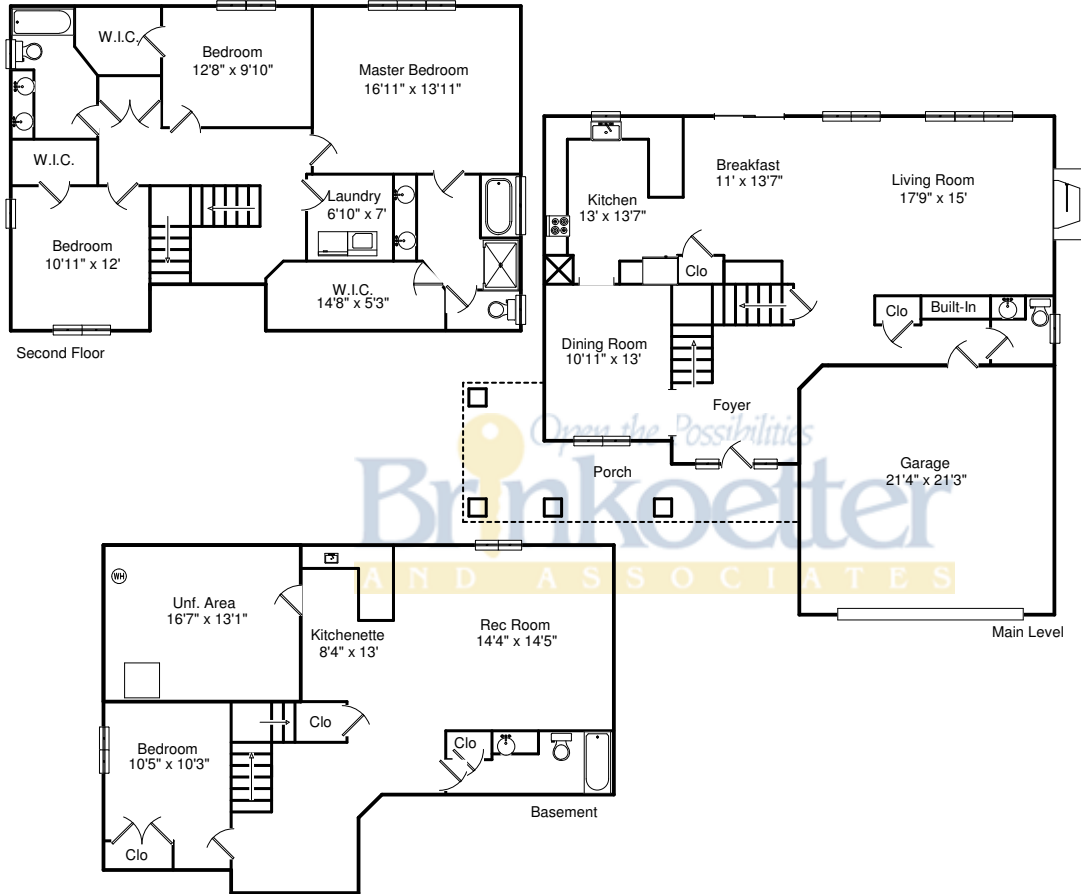 W.I.C.
Bedroom
12'8" x 9'10"
Master Bedroom
16'11" x 13'11"
W.I.C.
Laundry
6'10" x 7'
Bedroom
10'11" x 12'
W.I.C.
14'8" x 5'3"
Second Floor
Breakfast
11' x 13'7"
Living Room
17'9" x 15'
Kitchen
13' x 13'7"
Clo
Clo
Built-In
Dining Room
10'11" x 13'
Foyer
Porch
Garage
21'4" x 21'3"
Main Level
Open the Possibilities
Brinkoetter
AND ASSOCIATES
WH
Unf. Area
16'7" x 13'1"
Kitchenette
8'4" x 13'
Rec Room
14'4" x 14'5"
Clo
Clo
Bedroom
10'5" x 10'3"
Clo
Basement